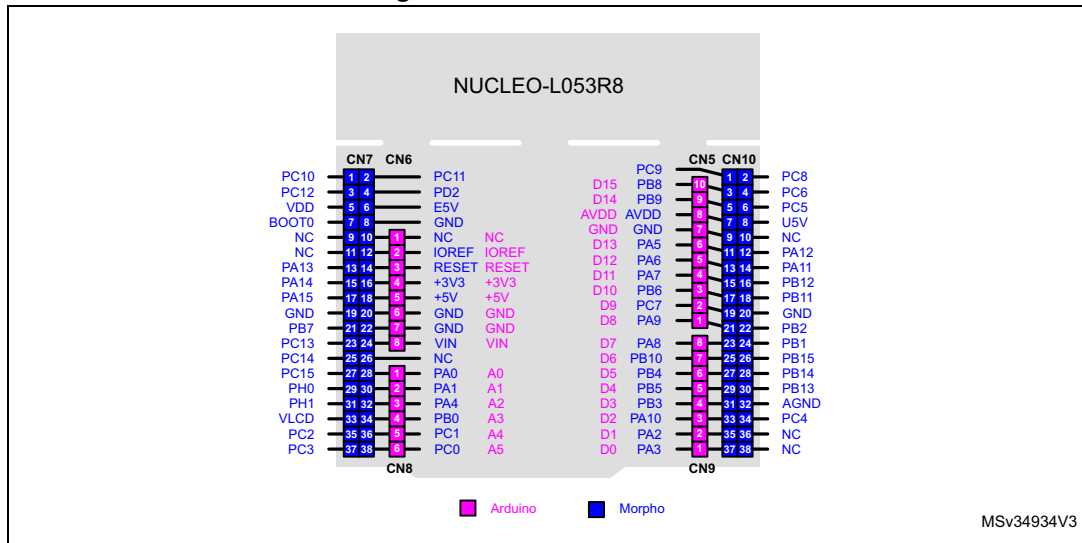 NUCLEO-L053R8
CN7 CN6 CN5 CN10
PC9
PC10 1 2 PC11 D15 PB8 10 1 2 PC8
PC12 3 4 PD2 D14 PB9 9 3 4 PC6
VDD 5 6 E5V AVDD AVDD 8 5 6 PC5
BOOT0 7 8 GND GND GND 7 7 8 U5V
NC 9 10 1 NC NC D13 PA5 6 9 10 NC
NC 11 12 2 IOREF IOREF D12 PA6 5 11 12 PA12
PA13 13 14 3 RESET RESET D11 PA7 4 13 14 PA11
PA14 15 16 4 +3V3 +3V3 D10 PB6 3 15 16 PB12
PA15 17 18 5 +5V +5V D9 PC7 2 17 18 PB11
GND 19 20 6 GND GND D8 PA9 1 19 20 GND
PB7 21 22 7 GND GND 21 22 PB2
PC13 23 24 8 VIN VIN D7 PA8 8 23 24 PB1
PC14 25 26 NC D6 PB10 7 25 26 PB15
PC15 27 28 1 PA0 A0 D5 PB4 6 27 28 PB14
PH0 29 30 2 PA1 A1 D4 PB5 5 29 30 PB13
PH1 31 32 3 PA4 A2 D3 PB3 4 31 32 AGND
VLCD 33 34 4 PB0 A3 D2 PA10 3 33 34 PC4
PC2 35 36 5 PC1 A4 D1 PA2 2 35 36 NC
PC3 37 38 6 PC0 A5 D0 PA3 1 37 38 NC
CN8 CN9
Arduino Morpho
MSv34934V3